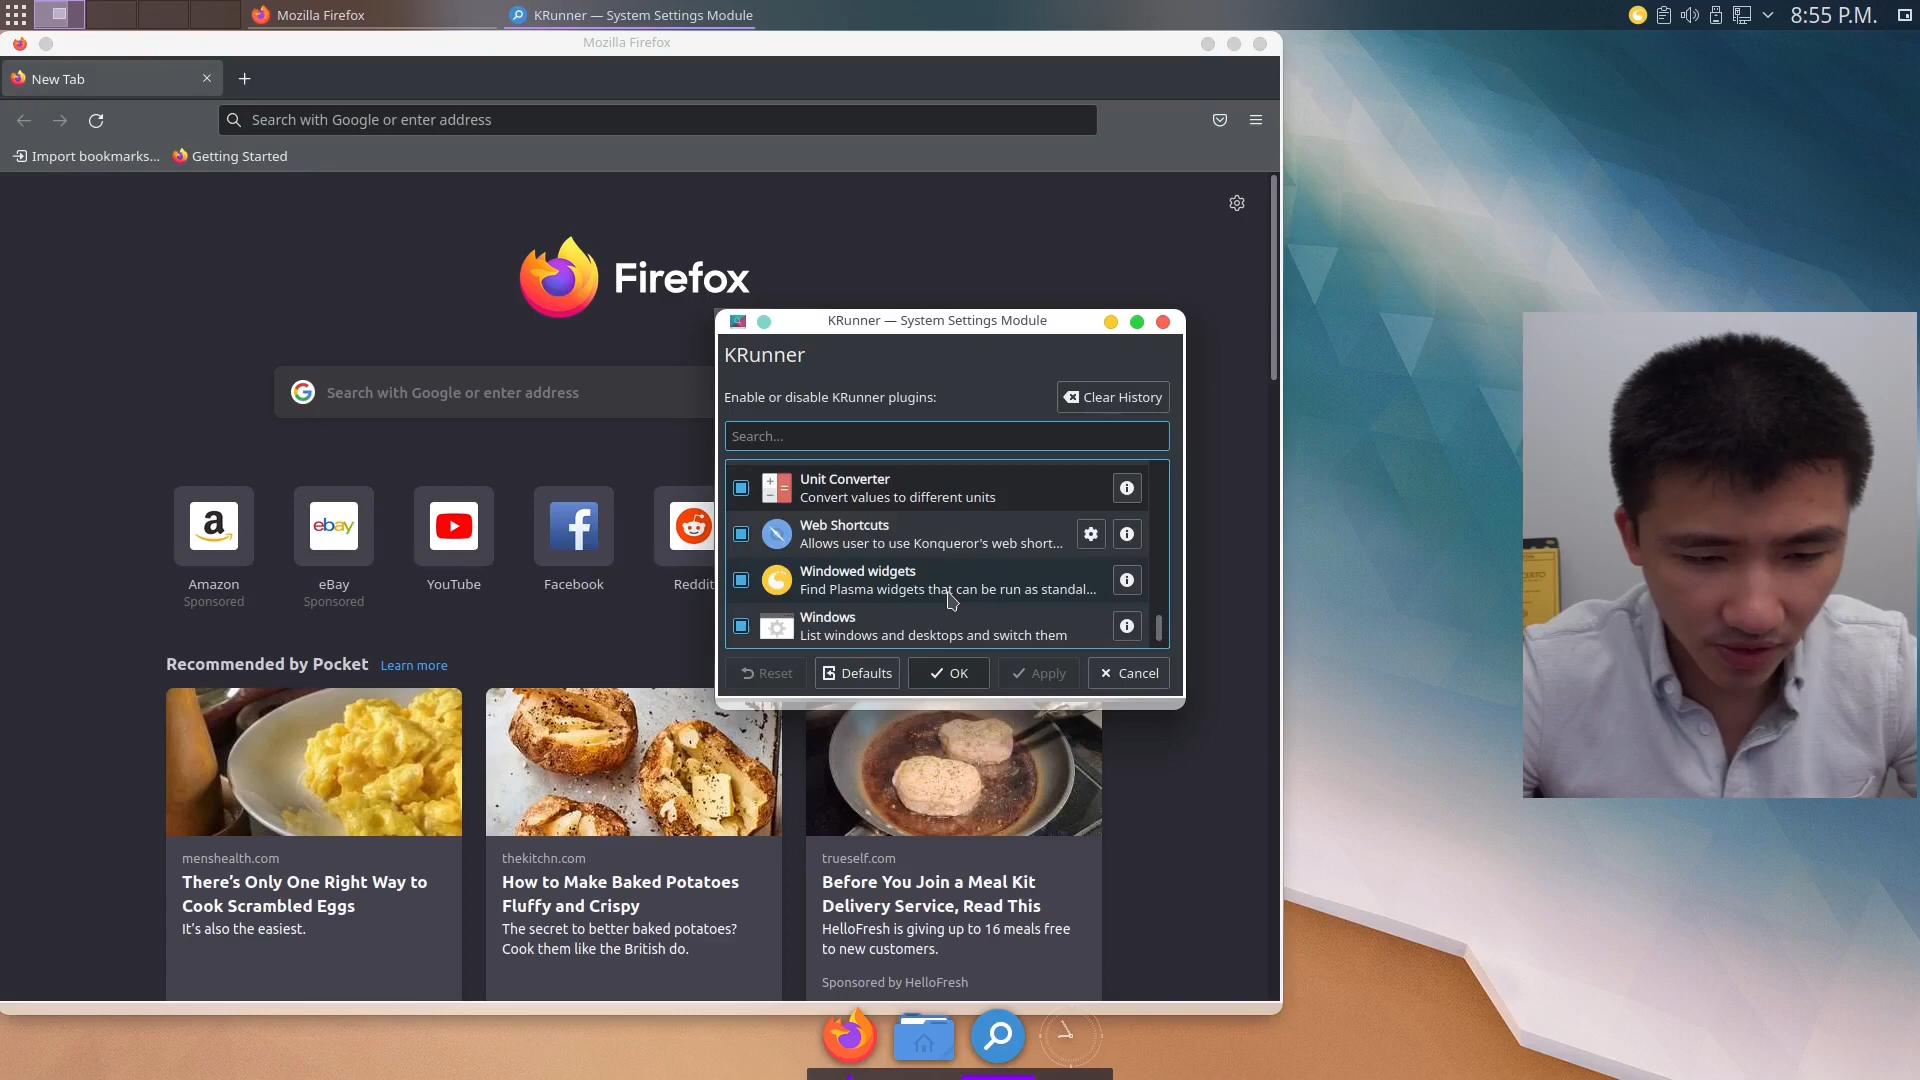 Mozilla Firefox
KRunner — System Settings Module
8:55 P.M.
Mozilla Firefox
New Tab
Search with Google or enter address
Import bookmarks...
Getting Started
Firefox
Search with Google or enter address
a
Amazon
Sponsored
ebay
eBay
Sponsored
YouTube
Facebook
Reddit
Recommended by Pocket
Learn more
menshealth.com
There's Only One Right Way to
Cook Scrambled Eggs
It's also the easiest.
thekitchn.com
How to Make Baked Potatoes
Fluffy and Crispy
The secret to better baked potatoes?
Cook them like the British do.
trueself.com
Before You Join a Meal Kit
Delivery Service, Read This
HelloFresh is giving up to 16 meals free
to new customers.
Sponsored by HelloFresh
KRunner — System Settings Module
KRunner
Enable or disable KRunner plugins:
Clear History
Search...
Unit Converter
Convert values to different units
Web Shortcuts
Allows user to use Konqueror's web short...
Windowed widgets
Find Plasma widgets that can be run as standal...
Windows
List windows and desktops and switch them
Reset
Defaults
OK
Apply
Cancel